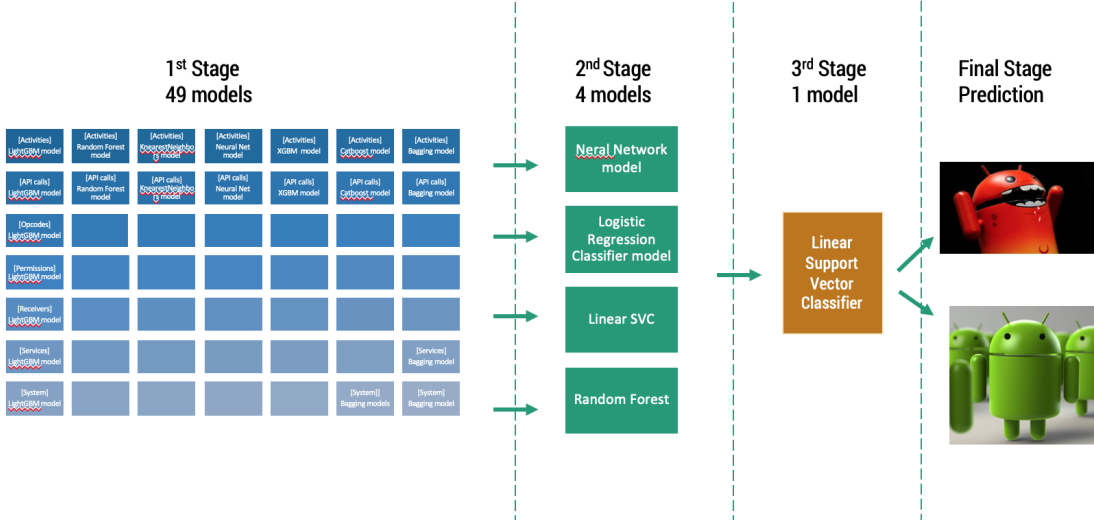 1st Stage
49 models
2nd Stage
4 models
3rd Stage
1 model
Final Stage
Prediction
[Activities]
LightGBM model
[Activities]
Random Forest
model
[Activities]
KnearestNeighbo
r3 model
[Activities]
Neural Net
model
[Activities]
XGBM model
[Activities]
Catboost model
[Activities]
Bagging model
[API calls]
LightGBM model
[API calls]
Random Forest
model
[API calls]
KnearestNeighbo
r3 model
[API calls]
Neural Net
model
[API calls]
XGBM model
[API calls]
Catboost model
[API calls]
Bagging model
[Opcodes]
LightGBM model
[Permissions]
LightGBM model
[Receivers]
LightGBM model
[Services]
LightGBM model
[Services]
Bagging model
[System]
LightGBM model
[System]]
Bagging models
[System]
Bagging model
Neral Network
model
Logistic
Regression
Classifier model
Linear SVC
Random Forest
Linear
Support
Vector
Classifier